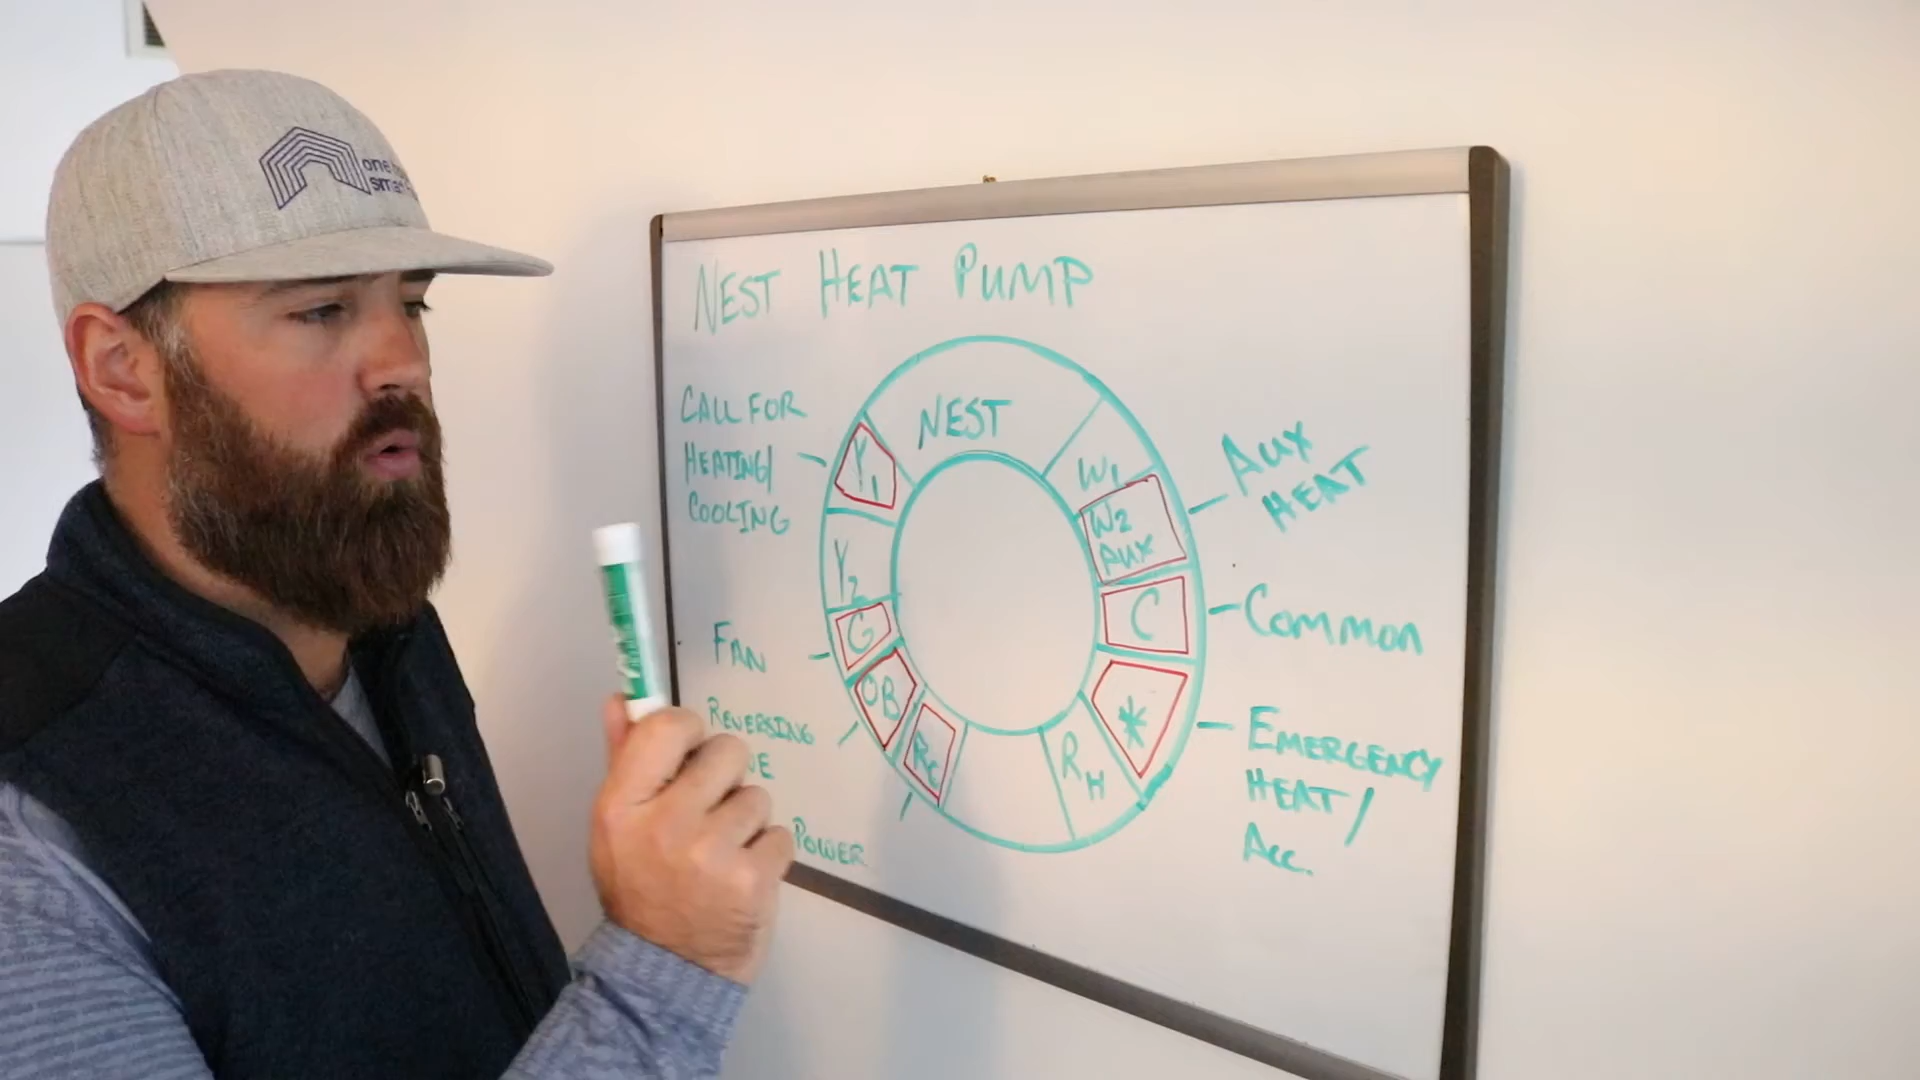 NEST HEAT PUMP
CALL FOR
HEATING/
COOLING
FAN
REVERSING
POWER
NEST
Y1
Y2
G
OB
RC
W1
W2
AUX
C
*
RH
AUX
HEAT
COMMON
EMERGENCY
HEAT/
ACC.
one